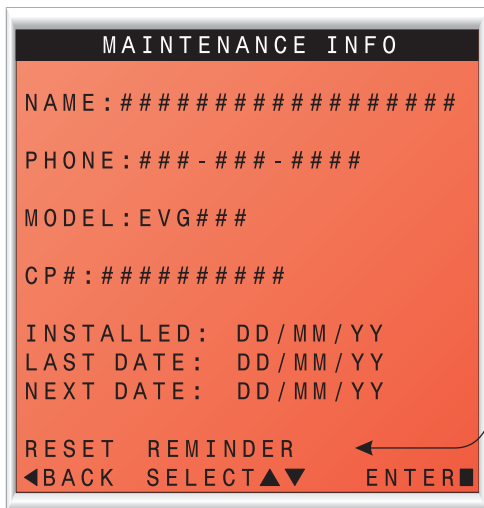 MAINTENANCE INFO
NAME:##################
PHONE:###-###-####
MODEL:EVG###
CP#:##########
INSTALLED: DD/MM/YY
LAST DATE: DD/MM/YY
NEXT DATE: DD/MM/YY
RESET REMINDER
◀BACK SELECT▲▼ ENTER■